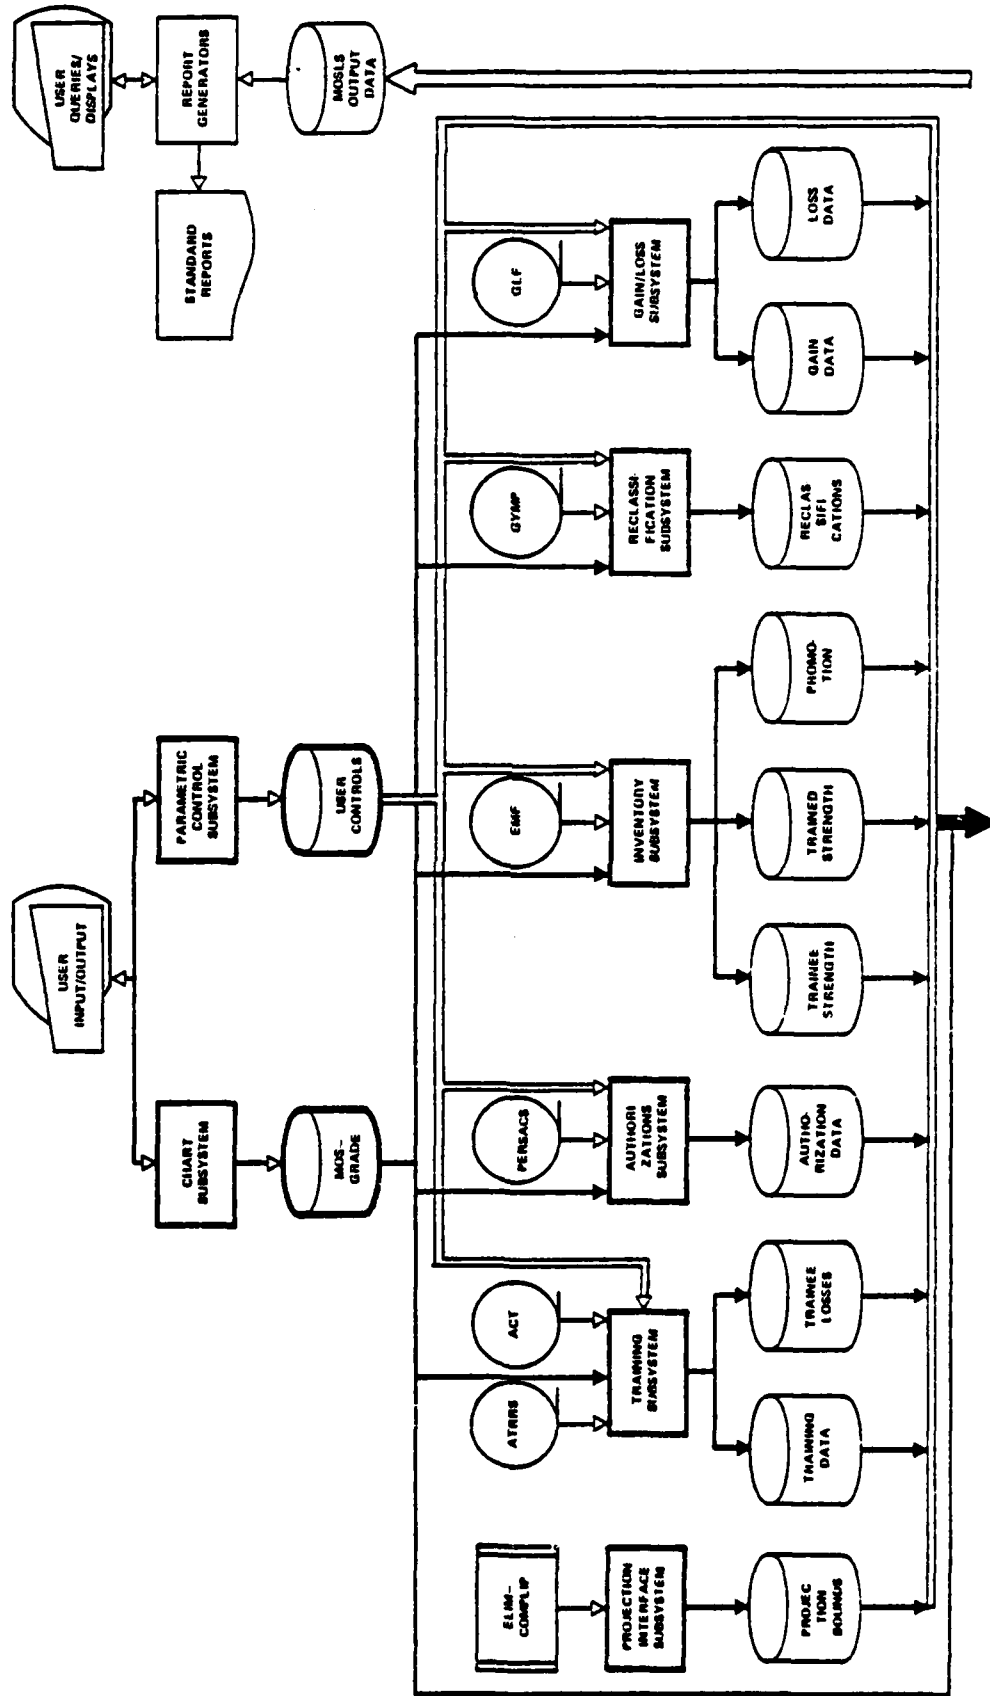 USER
INPUT/OUTPUT
USER
QUERIES/
DISPLAYS
CHART
SUBSYSTEM
PARAMETRIC
CONTROL
SUBSYSTEM
STANDARD
REPORTS
REPORT
GENERATORS
MOS-
GRADE
USER
CONTROLS
MOSLS
OUTPUT
DATA
ELIM-
COMPLIP
ATRRS
ACT
PERSACS
EMF
GYMP
GLF
PROJECTION
INTERFACE
SUBSYSTEM
TRAINING
SUBSYSTEM
AUTHORI
ZATIONS
SUBSYSTEM
INVENTORY
SUBSYSTEM
RECLASSI-
FICATION
SUBSYSTEM
GAIN/LOSS
SUBSYSTEM
PROJEC
TION
BOUNDS
TRAINING
DATA
TRAINEE
LOSSES
AUTHO-
RIZATION
DATA
TRAINEE
STRENGTH
TRAINED
STRENGTH
PROMO-
TION
RECLAS
SIFI
CATIONS
GAIN
DATA
LOSS
DATA